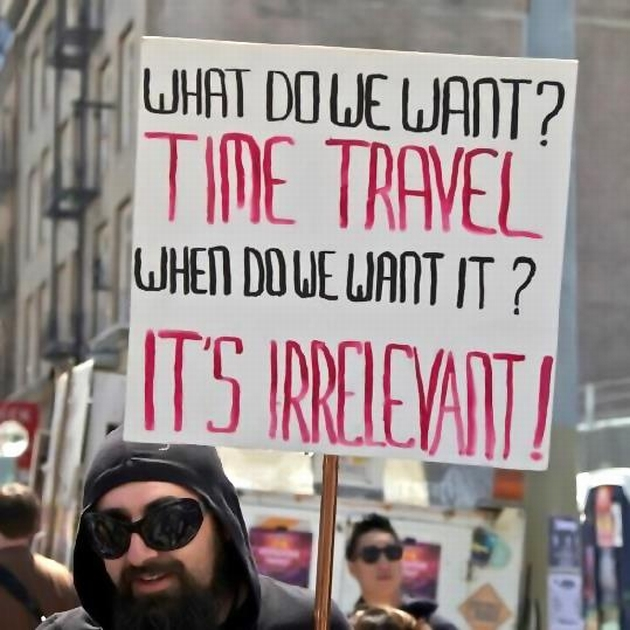 WHAT DO WE WANT?
TIME TRAVEL
WHEN DO WE WANT IT?
IT'S IRRELEVANT!